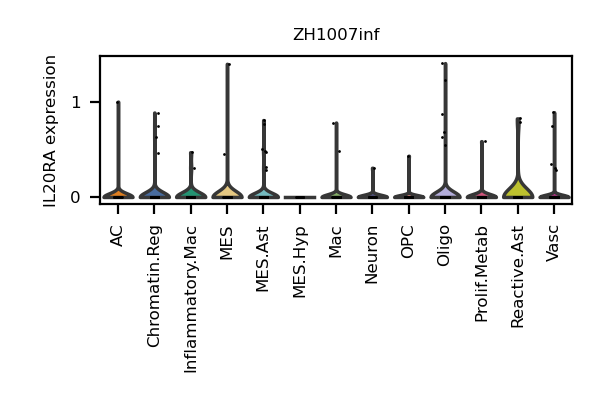 ZH1007inf
IL20RA expression
1
0
AC
Chromatin.Reg
Inflammatory.Mac
MES
MES.Ast
MES.Hyp
Mac
Neuron
OPC
Oligo
Prolif.Metab
Reactive.Ast
Vasc